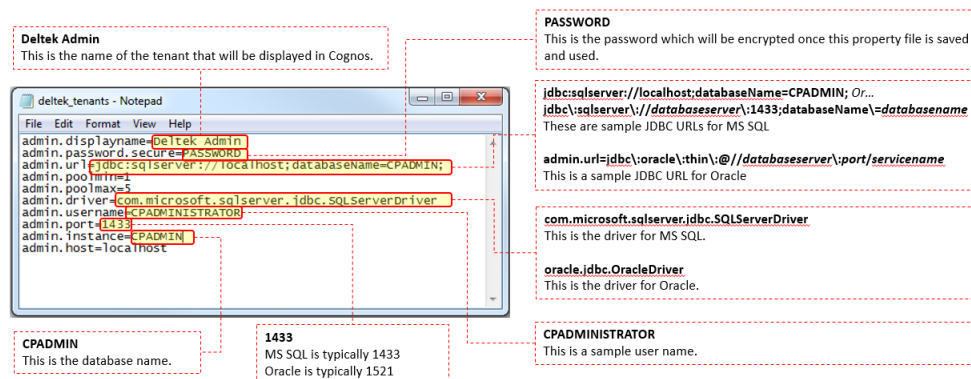 Deltek Admin
This is the name of the tenant that will be displayed in Cognos.
PASSWORD
This is the password which will be encrypted once this property file is saved
and used.
deltek_tenants - Notepad
File Edit Format View Help
admin.displayname=Deltek Admin
admin.password.secure=PASSWORD
admin.url=jdbc:sqlserver://localhost;databaseName=CPADMIN;
admin.poolmin=1
admin.poolmax=5
admin.driver=com.microsoft.sqlserver.jdbc.SQLServerDriver
admin.username=CPADMINISTRATOR
admin.port=1433
admin.instance=CPADMIN
admin.host=localhost
jdbc:sqlserver://localhost;databaseName=CPADMIN; Or...
jdbc\:sqlserver\://databaseserver\:1433;databaseName\=databasename
These are sample JDBC URLs for MS SQL
admin.url=jdbc\:oracle\:thin\:@//databaseserver\:port/servicename
This is a sample JDBC URL for Oracle
com.microsoft.sqlserver.jdbc.SQLServerDriver
This is the driver for MS SQL.
oracle.jdbc.OracleDriver
This is the driver for Oracle.
CPADMIN
This is the database name.
1433
MS SQL is typically 1433
Oracle is typically 1521
CPADMINISTRATOR
This is a sample user name.